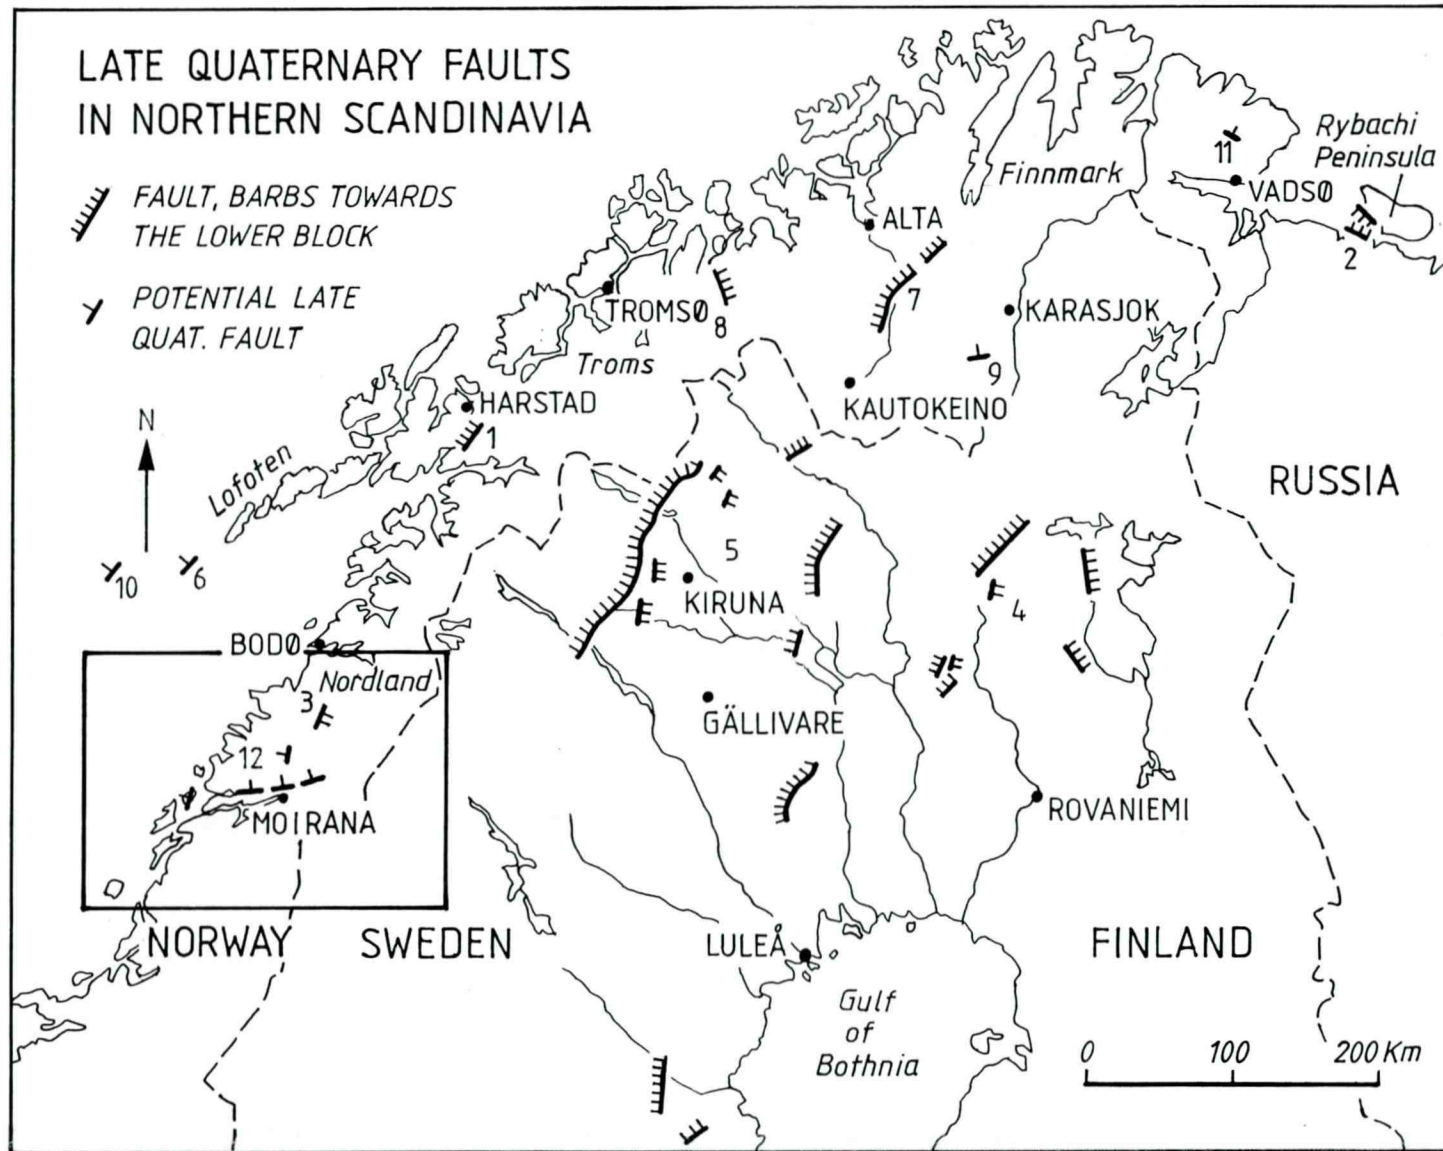 LATE QUATERNARY FAULTS
IN NORTHERN SCANDINAVIA
FAULT, BARBS TOWARDS
THE LOWER BLOCK
POTENTIAL LATE
QUAT. FAULT
N
Rybachi
Peninsula
11
Finnmark
VADSØ
ALTA
2
7
TROMSØ
8
KARASJOK
Troms
9
HARSTAD
KAUTOKEINO
1
Lofoten
RUSSIA
10
6
5
KIRUNA
4
BODØ
Nordland
3
GÄLLIVARE
12
MOIRANA
ROVANIEMI
NORWAY
SWEDEN
LULEÅ
FINLAND
Gulf
of
Bothnia
0 100 200 Km